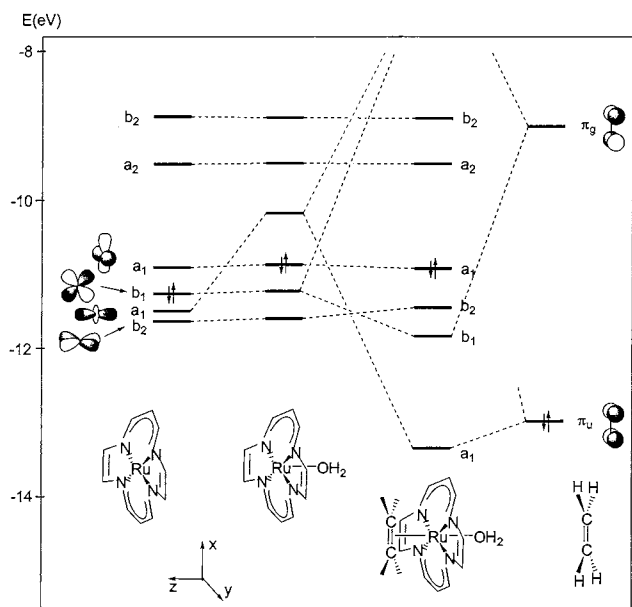 E(eV)
-8
b₂ b₂
πg
a₂ a₂
-10
a₁ a₁
b₁
a₁
b₂ b₂
b₁
-12
πu
a₁
-14
N N Ru N N
N N Ru OH₂ N N
N N Ru OH₂ N N
H H C C H H
x
z
y